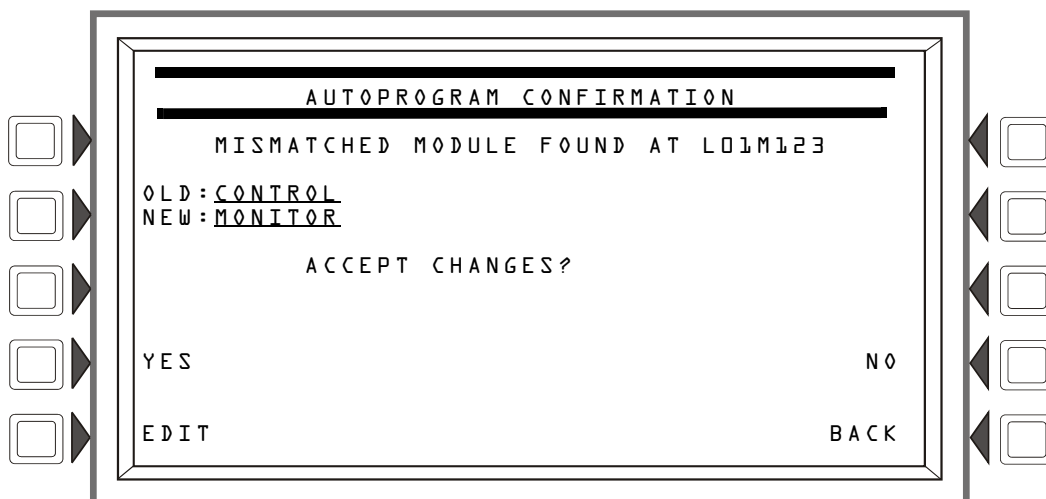 AUTOPROGRAM CONFIRMATION
MISMATCHED MODULE FOUND AT L01M123
OLD:CONTROL
NEW:MONITOR
ACCEPT CHANGES?
YES NO
EDIT BACK